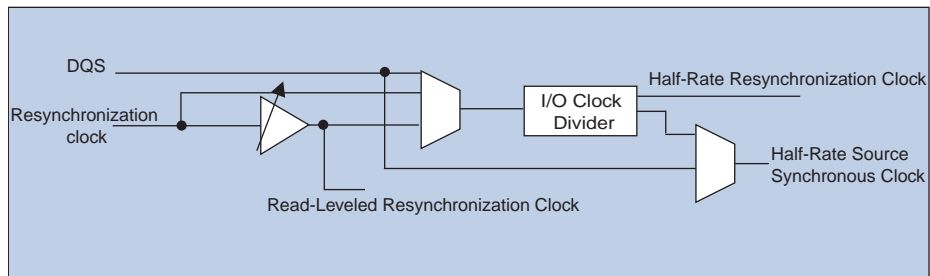 DQS
Resynchronization
clock
I/O Clock
Divider
Half-Rate Resynchronization Clock
Half-Rate Source
Synchronous Clock
Read-Leveled Resynchronization Clock